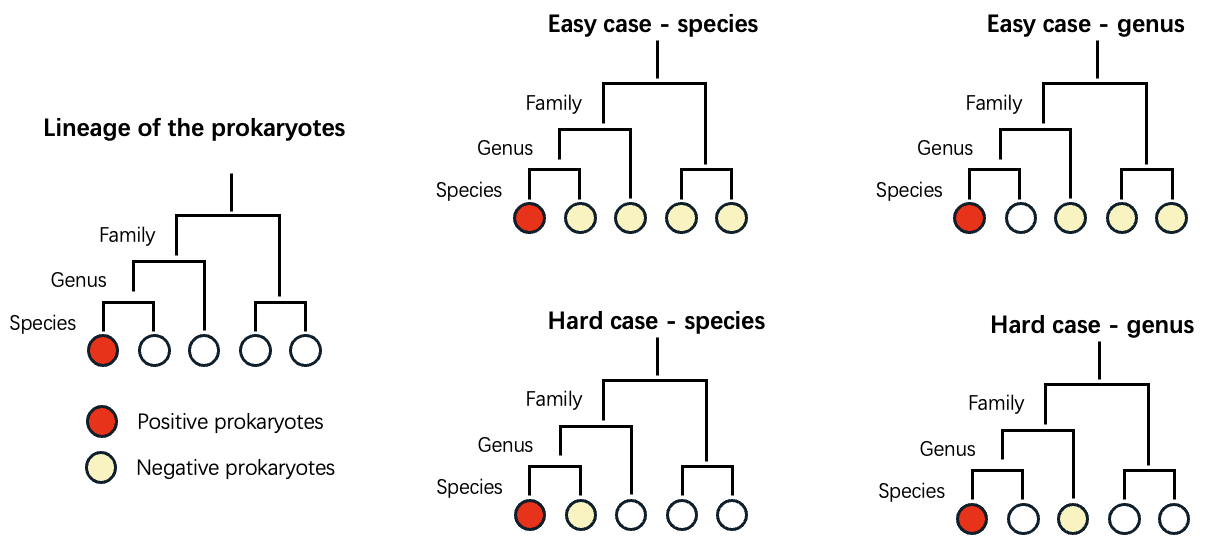 Lineage of the prokaryotes
Family
Genus
Species
Positive prokaryotes
Negative prokaryotes
Easy case - species
Family
Genus
Species
Easy case - genus
Family
Genus
Species
Hard case - species
Family
Genus
Species
Hard case - genus
Family
Genus
Species